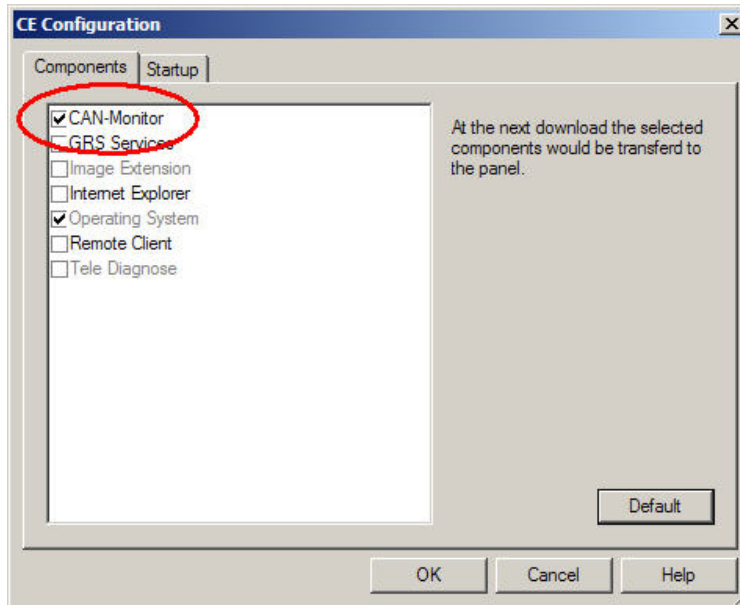 CE Configuration
Components
Startup
CAN-Monitor
GRS Services
Image Extension
Internet Explorer
Operating System
Remote Client
Tele Diagnose
At the next download the selected
components would be transferd to
the panel.
Default
OK
Cancel
Help